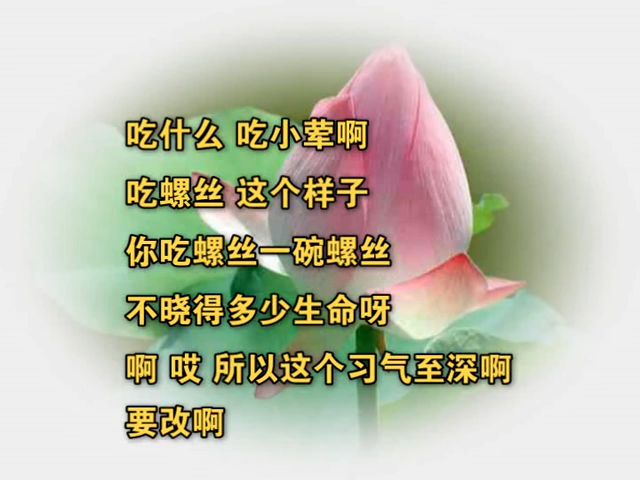 吃什么 吃小荤啊
吃螺丝 这个样子
你吃螺丝一碗螺丝
不晓得多少生命呀
啊 哎 所以这个习气至深啊
要改啊